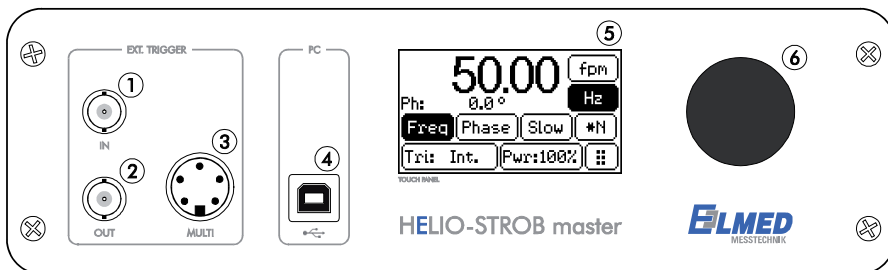 EXT. TRIGGER
1
IN
2
OUT
3
MULTI
PC
4
5
50.00 fpm
Ph: 0.0° Hz
Freq Phase Slow *N
Tri: Int. Pwr:100%
TOUCH PANEL
HELIO-STROB master
6
ELMED
MESSTECHNIK